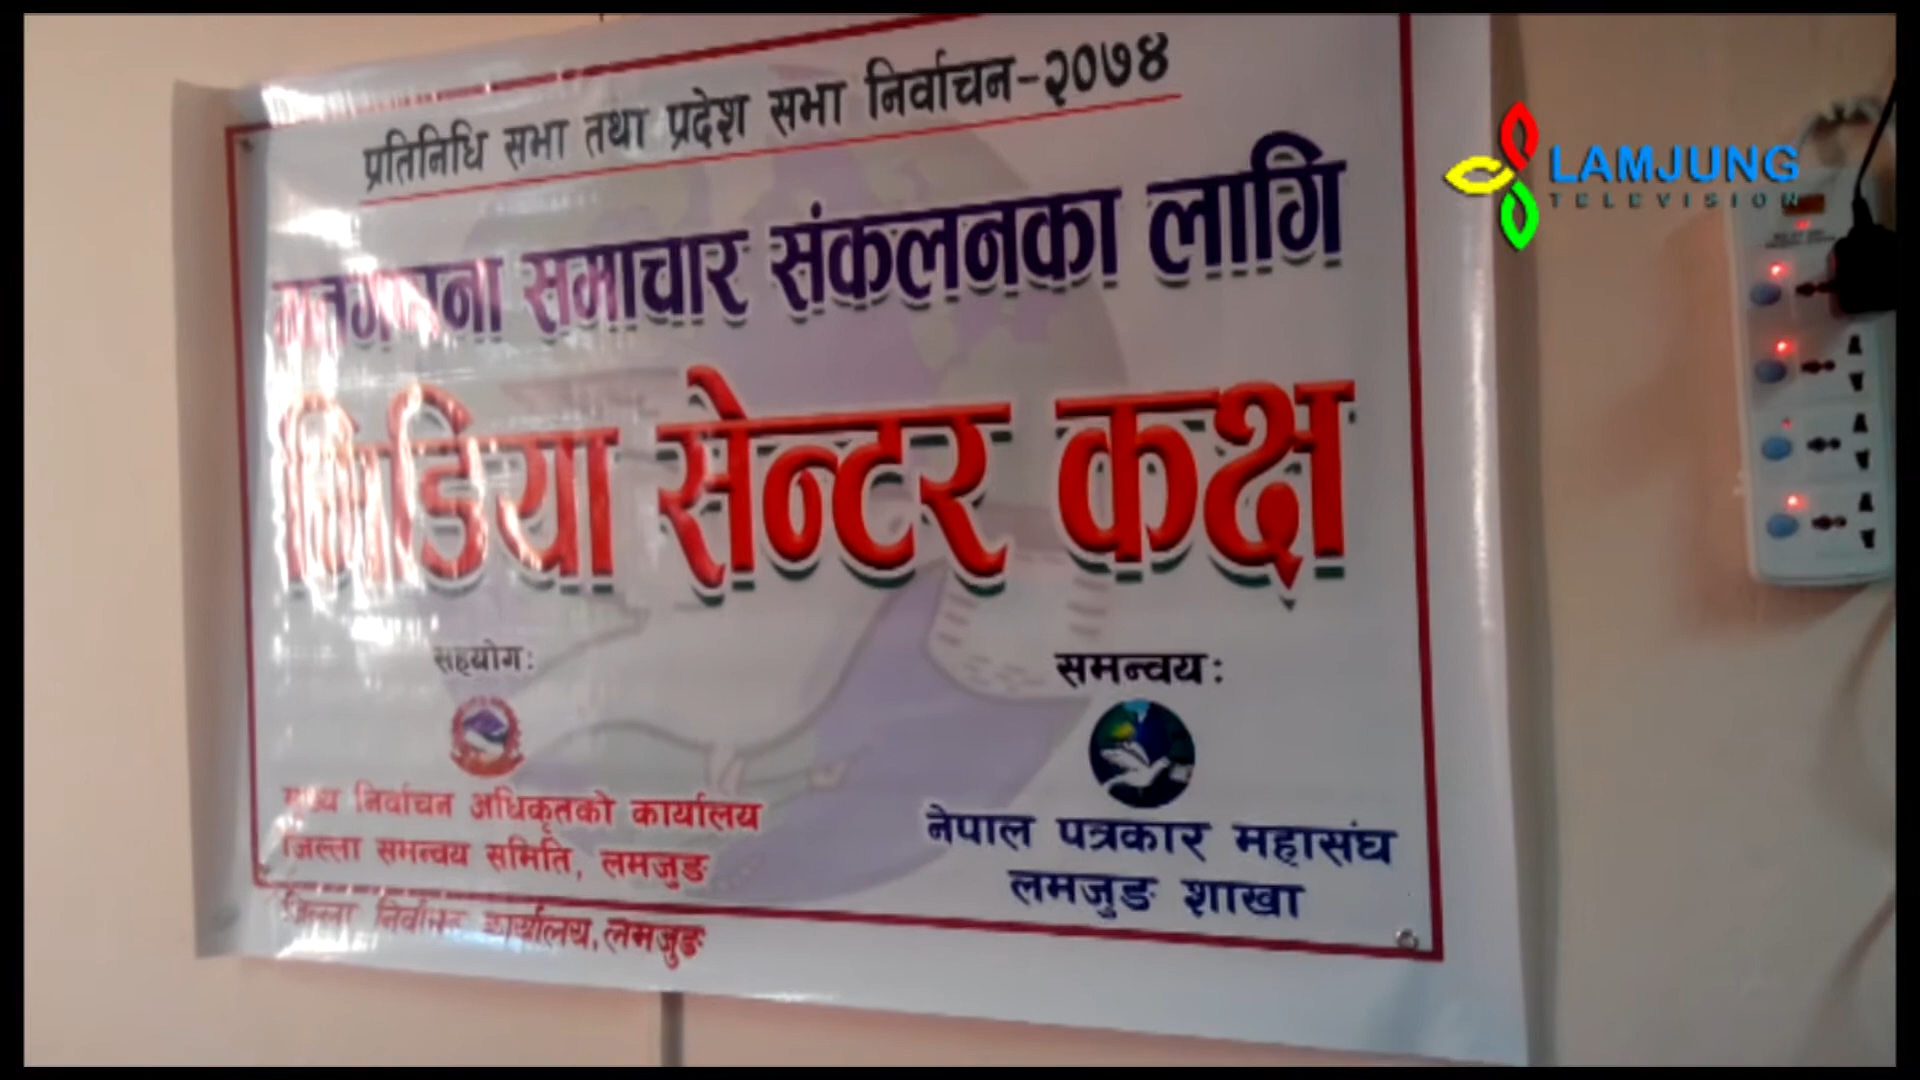 प्रतिनिधि सभा तथा प्रदेश सभा निर्वाचन-२०७४
मतगणना समाचार संकलनका लागि
मिडिया सेन्टर कक्ष
सहयोग:
मुख्य निर्वाचन अधिकृतको कार्यालय
जिल्ला समन्वय समिति, लमजुङ
जिल्ला निर्वाचन कार्यालय, लमजुङ
समन्वय:
नेपाल पत्रकार महासंघ
लमजुङ शाखा
LAMJUNG
TELEVISION